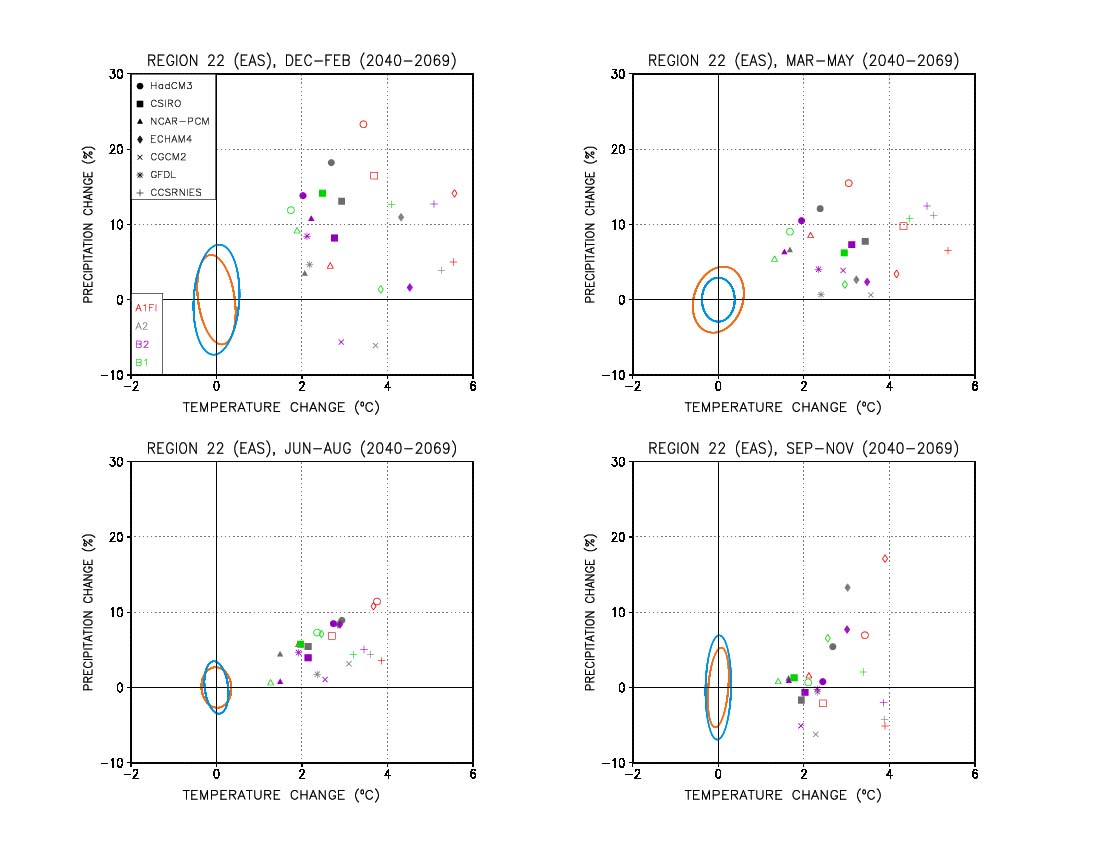 REGION 22 (EAS), DEC-FEB (2040-2069)
30
20
10
0
-10
PRECIPITATION CHANGE (%)
HadCM3
CSIRO
NCAR-PCM
ECHAM4
CGCM2
GFDL
CCSRNIES
A1FI
A2
B2
B1
-2 0 2 4 6
TEMPERATURE CHANGE (°C)
REGION 22 (EAS), MAR-MAY (2040-2069)
30
20
10
0
-10
PRECIPITATION CHANGE (%)
-2 0 2 4 6
TEMPERATURE CHANGE (°C)
REGION 22 (EAS), JUN-AUG (2040-2069)
30
20
10
0
-10
PRECIPITATION CHANGE (%)
-2 0 2 4 6
TEMPERATURE CHANGE (°C)
REGION 22 (EAS), SEP-NOV (2040-2069)
30
20
10
0
-10
PRECIPITATION CHANGE (%)
-2 0 2 4 6
TEMPERATURE CHANGE (°C)